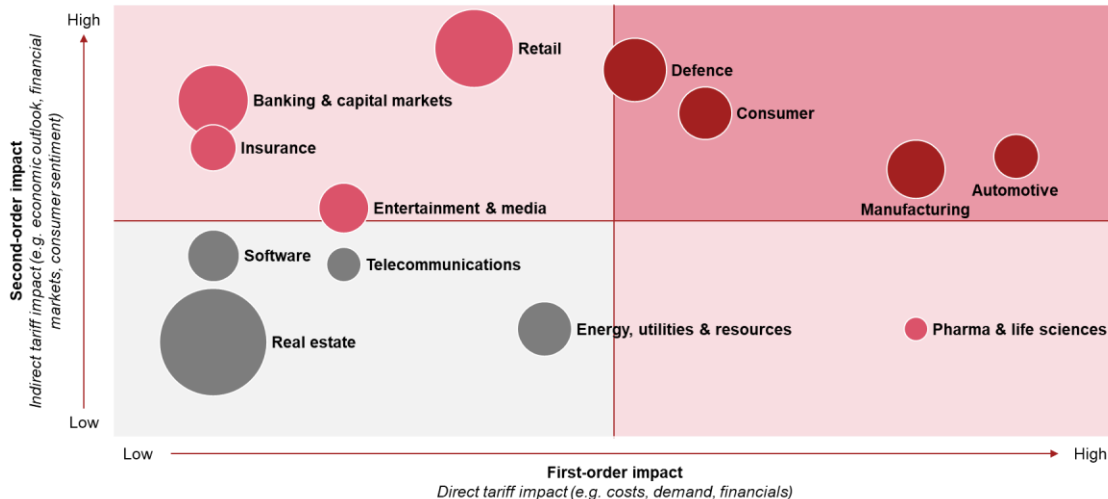 High
Retail
Defence
Banking & capital markets
Consumer
Insurance
Automotive
Manufacturing
Entertainment & media
Software
Telecommunications
Energy, utilities & resources
Pharma & life sciences
Real estate
Second-order impact
Indirect tariff impact (e.g. economic outlook, financial
markets, consumer sentiment)
Low
Low
High
First-order impact
Direct tariff impact (e.g. costs, demand, financials)